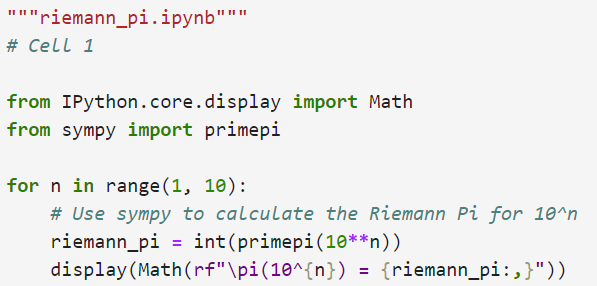 """riemann_pi.ipynb"""
# Cell 1
from IPython.core.display import Math
from sympy import primepi
for n in range(1, 10):
    # Use sympy to calculate the Riemann Pi for 10^n
    riemann_pi = int(primepi(10**n))
    display(Math(rf"\pi(10^{n}) = {riemann_pi:,}"))